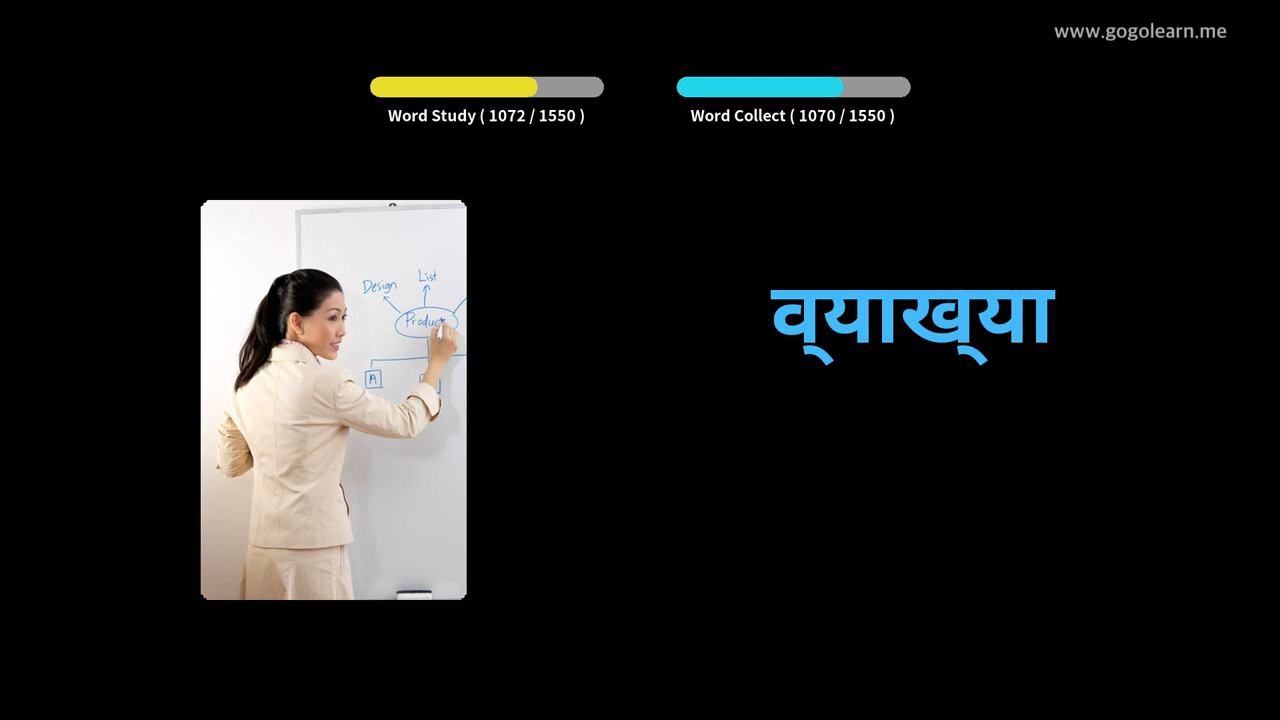 www.gogolearn.me
Word Study ( 1072 / 1550 )
Word Collect ( 1070 / 1550 )
List
Design
Product
A
व्याख्या